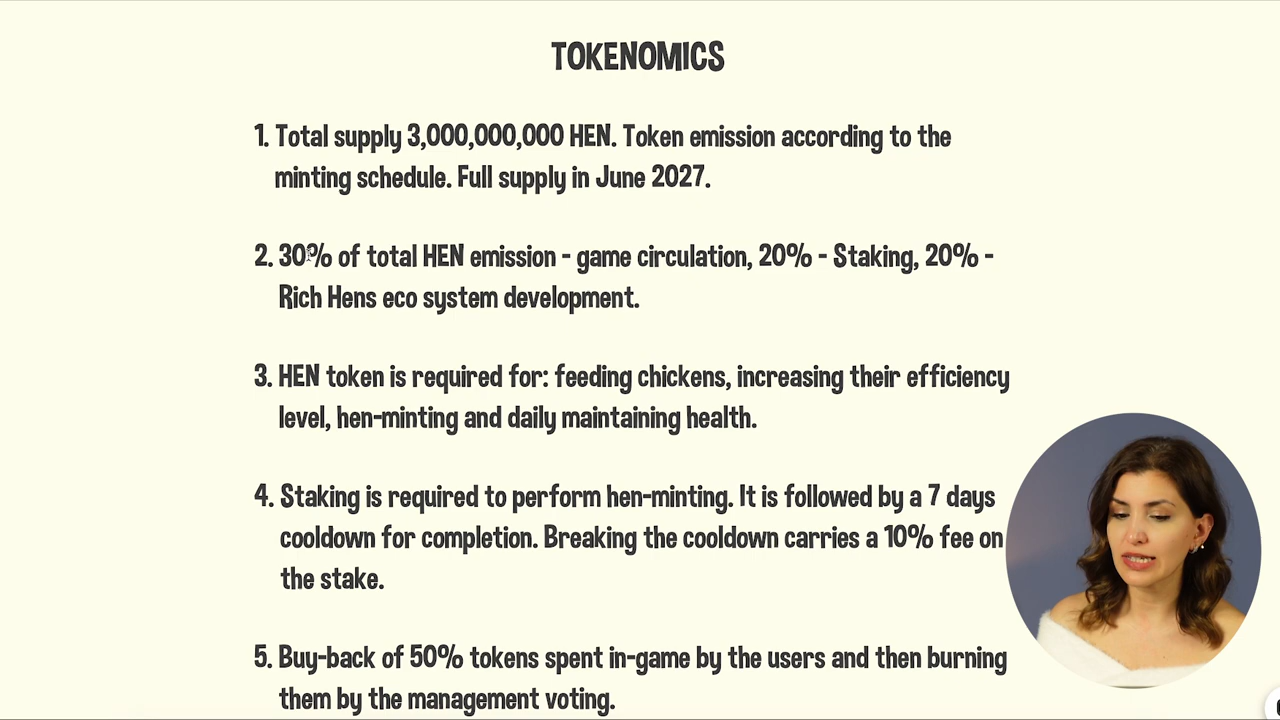 TOKENOMICS
1. Total supply 3,000,000,000 HEN. Token emission according to the
minting schedule. Full supply in June 2027.
2. 30% of total HEN emission - game circulation, 20% - Staking, 20% -
Rich Hens eco system development.
3. HEN token is required for: feeding chickens, increasing their efficiency
level, hen-minting and daily maintaining health.
4. Staking is required to perform hen-minting. It is followed by a 7 days
cooldown for completion. Breaking the cooldown carries a 10% fee on
the stake.
5. Buy-back of 50% tokens spent in-game by the users and then burning
them by the management voting.